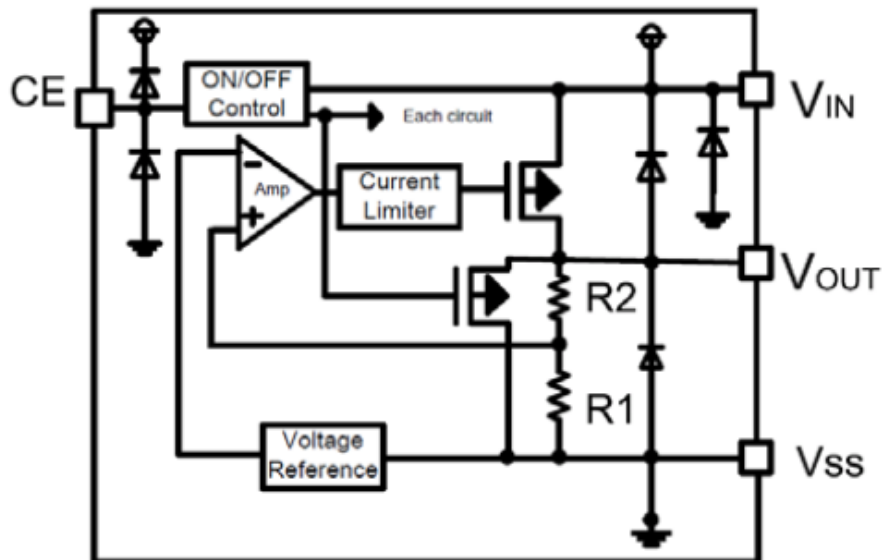 CE
ON/OFF
Control
Each circuit
VIN
-
Amp
+
Current
Limiter
VOUT
R2
R1
Voltage
Reference
Vss